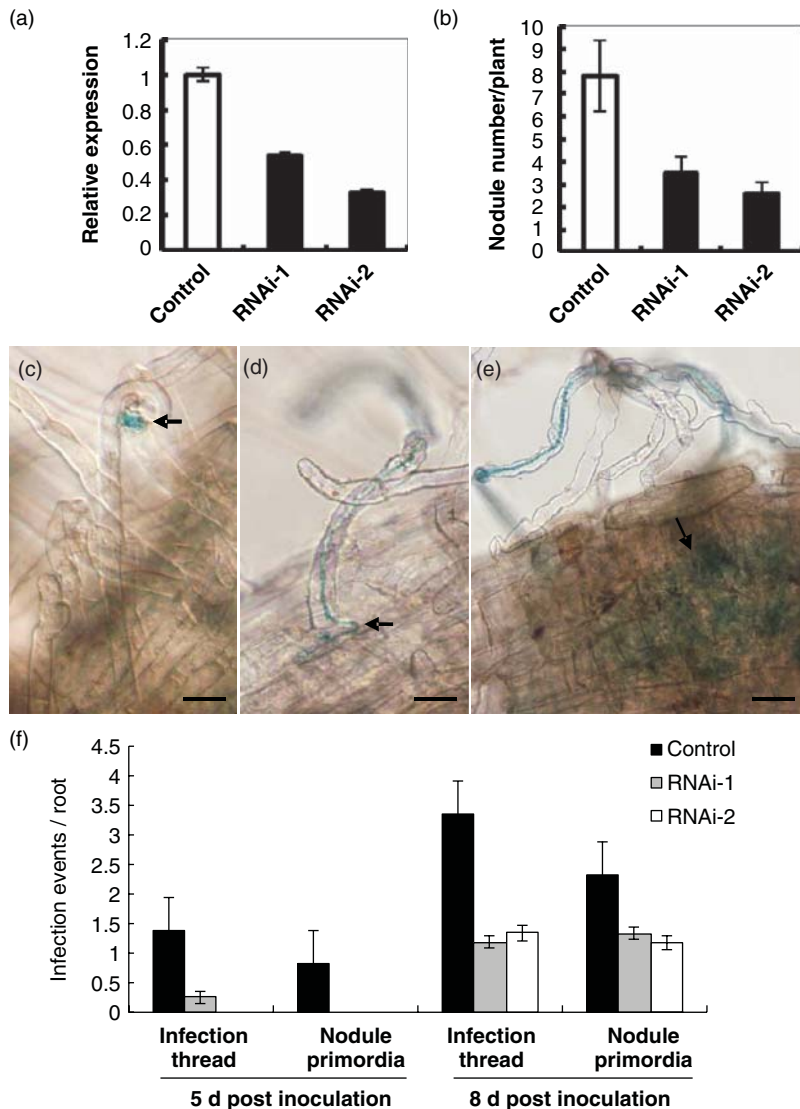 (a)
Relative expression
1.2
1
0.8
0.6
0.4
0.2
0
Control
RNAi-1
RNAi-2
(b)
Nodule number/plant
10
9
8
7
6
5
4
3
2
1
0
Control
RNAi-1
RNAi-2
(c)
(d)
(e)
(f)
Infection events / root
4.5
4
3.5
3
2.5
2
1.5
1
0.5
0
Control
RNAi-1
RNAi-2
Infection thread
Nodule primordia
Infection thread
Nodule primordia
5 d post inoculation
8 d post inoculation